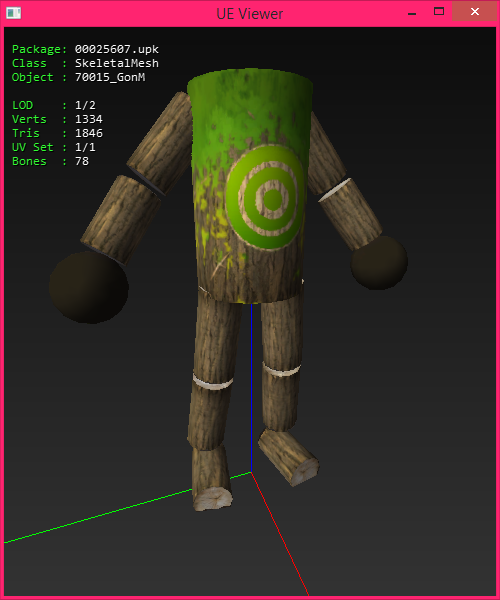 UE Viewer
Package: 00025607.upk
Class : SkeletalMesh
Object : 70015_GonM
LOD : 1/2
Verts : 1334
Tris : 1846
UV Set : 1/1
Bones : 78